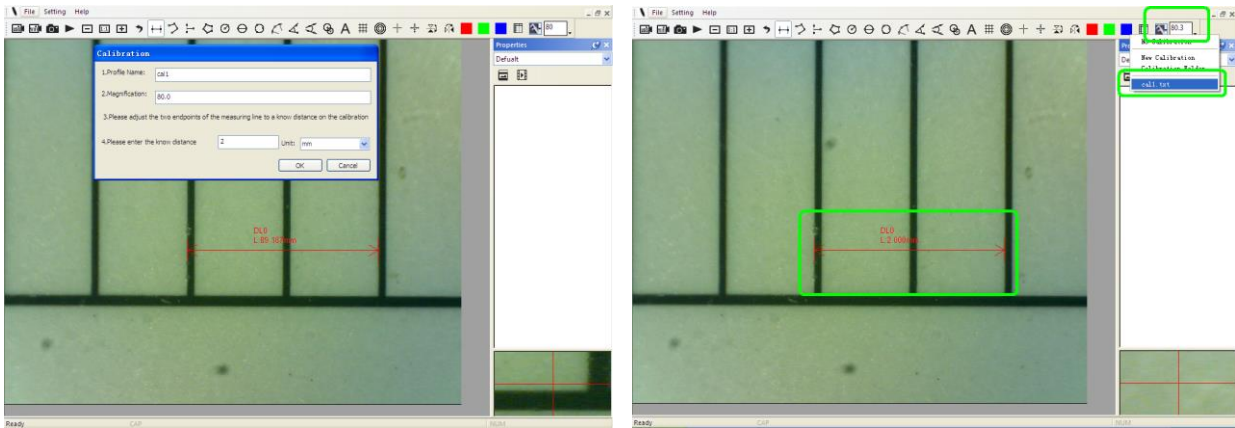 File Setting Help
80
Calibration
1.Profile Name: cal1
2.Magnification: 80.0
3.Please adjust the two endpoints of the measuring line to a know distance on the calibration
4.Please enter the know distance 2 Unit: mm
OK Cancel
Properties
Defualt
DL0
Ready CAP NUM
File Setting Help
80.3
New Calibration
Calibration Folder
cal1.txt
DL0
L:2.000mm
Ready CAP NUM